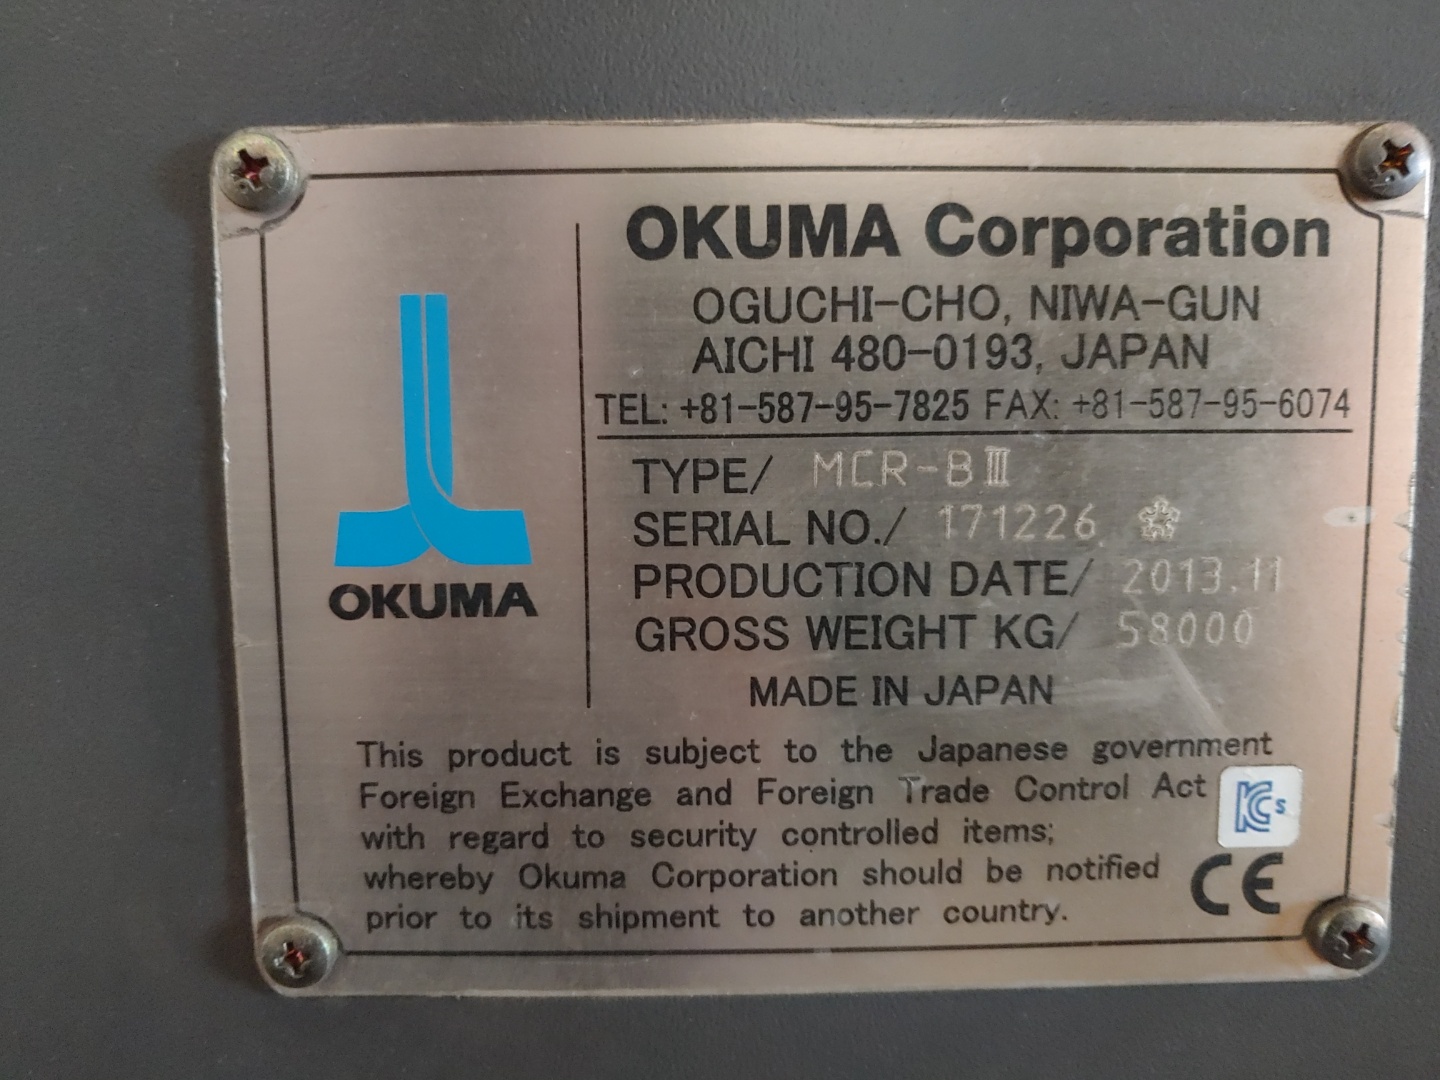 OKUMA
OKUMA Corporation
OGUCHI-CHO, NIWA-GUN
AICHI 480-0193, JAPAN
TEL: +81-587-95-7825 FAX: +81-587-95-6074
TYPE/ MCR-BⅢ
SERIAL NO./ 171226
PRODUCTION DATE/ 2013.11
GROSS WEIGHT KG/ 58000
MADE IN JAPAN
This product is subject to the Japanese government
Foreign Exchange and Foreign Trade Control Act
with regard to security controlled items;
whereby Okuma Corporation should be notified
prior to its shipment to another country.
KCs
CE